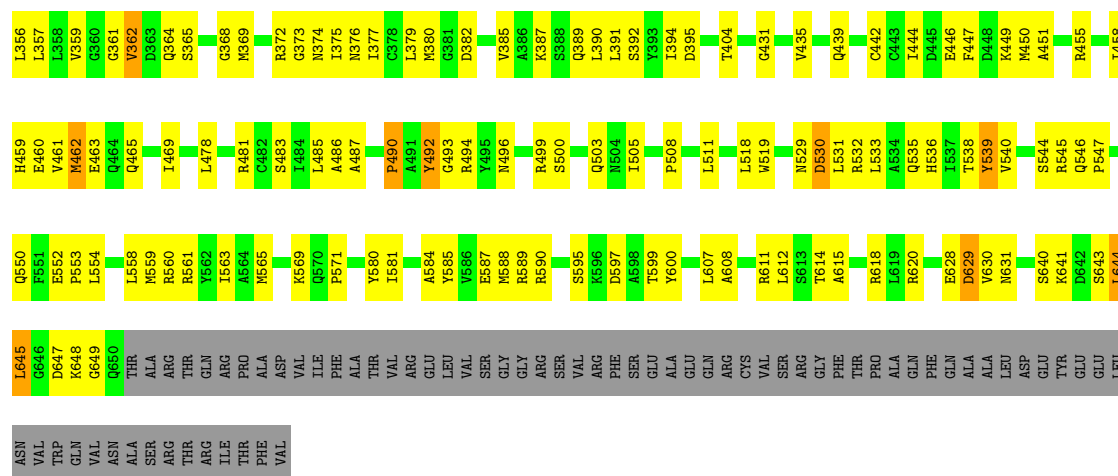 L356 L357 L358 V359 G360 G361 V362 D363 Q364 S365 G368 M369 R372 G373 N374 I375 N376 I377 C378 L379 M380 G381 D382 V385 A386 K387 S388 Q389 L390 L391 S392 Y393 I394 D395 T404 G431 V435 Q439 C442 C443 I444 D445 E446 F447 D448 K449 M450 A451 R455 I458
H459 E460 V461 M462 E463 Q464 Q465 I469 L478 R481 C482 S483 I484 L485 A486 A487 P490 A491 Y492 G493 R494 Y495 N496 R499 S500 Q503 N504 I505 P508 L511 L518 W519 N529 D530 L531 R532 L533 A534 Q535 H536 I537 T538 Y539 V540 S544 R545 Q546 P547
Q550 F551 E552 P553 L554 L558 M559 R560 R561 Y562 I563 A564 M565 K569 Q570 P571 Y580 I581 A584 Y585 V586 E587 M588 R589 R590 S595 K596 D597 A598 T599 Y600 L607 A608 R611 L612 S613 T614 A615 R618 L619 R620 E628 D629 V630 N631 S640 K641 D642 S643 L644
L645 G646 D647 K648 G649 Q650 THR ALA ARG THR GLN ARG PRO ALA ASP VAL ILE PHE ALA THR VAL ARG GLU LEU VAL SER GLY GLY ARG SER VAL ARG PHE SER GLU ALA GLU GLN ARG CYS VAL SER ARG GLY PHE THR PRO ALA GLN PHE GLN ALA ALA LEU ASP GLU TYR GLU GLU LEU
ASN VAL TRP GLN VAL ASN ALA SER ARG THR ARG ILE THR PHE VAL